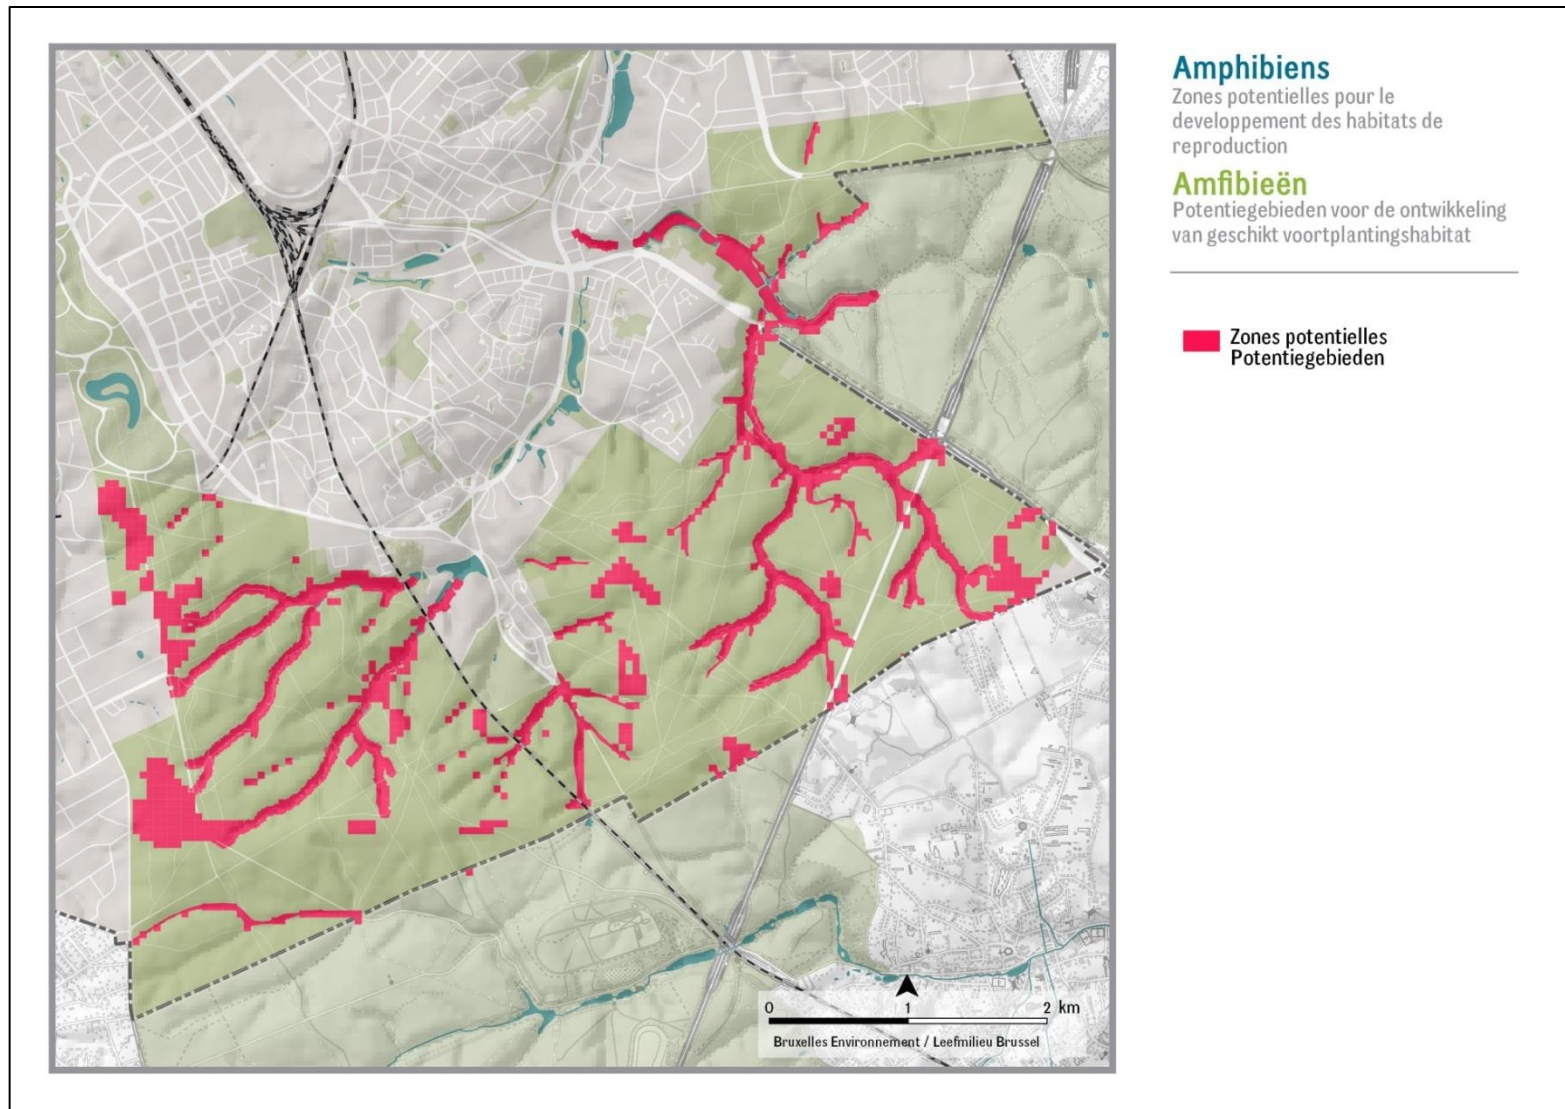 Amphibiens
Zones potentielles pour le
developpement des habitats de
reproduction
Amfibieën
Potentiegebieden voor de ontwikkeling
van geschikt voortplantingshabitat
Zones potentielles
Potentiegebieden
0 1 2 km
Bruxelles Environnement / Leefmilieu Brussel